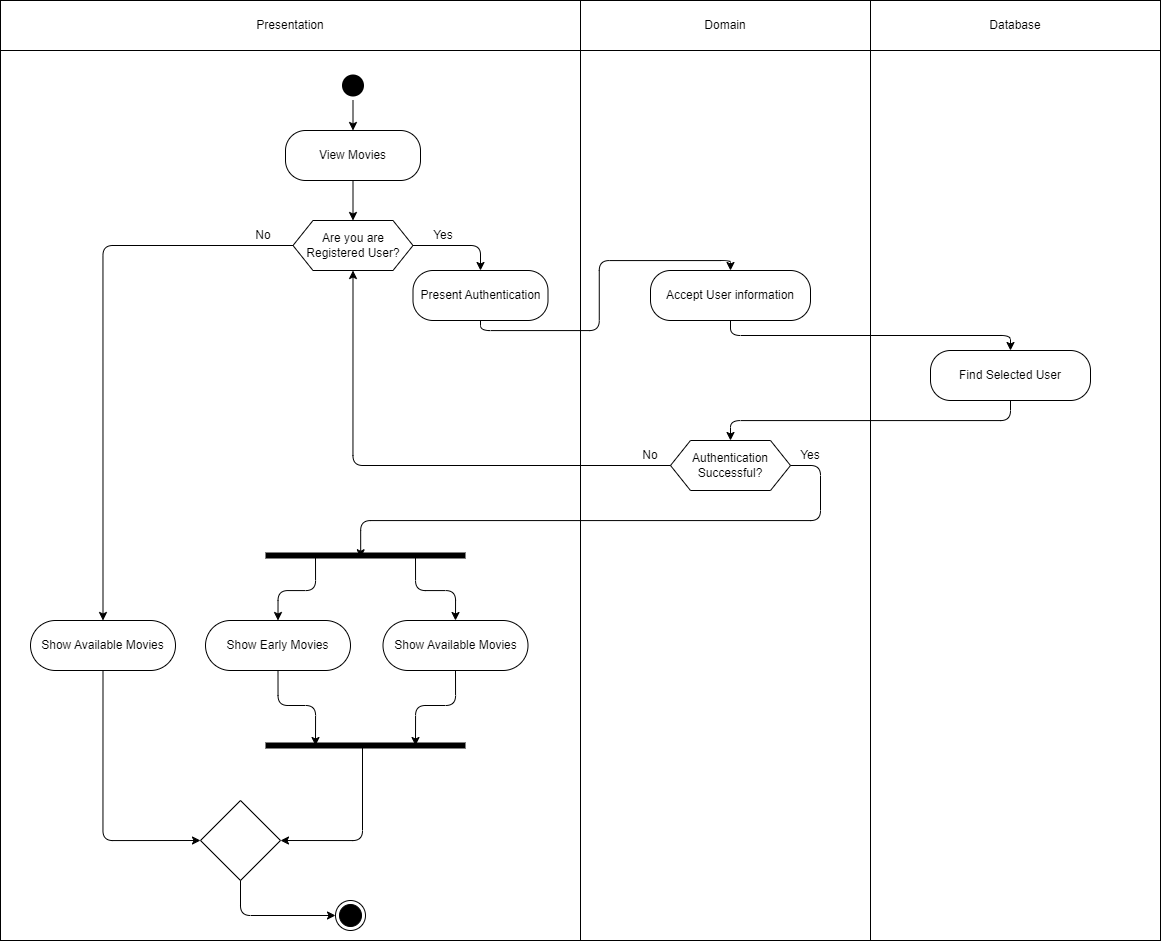 Presentation
Domain
Database
View Movies
No
Are you are
Registered User?
Yes
Present Authentication
Accept User information
Find Selected User
No
Authentication
Successful?
Yes
Show Available Movies
Show Early Movies
Show Available Movies